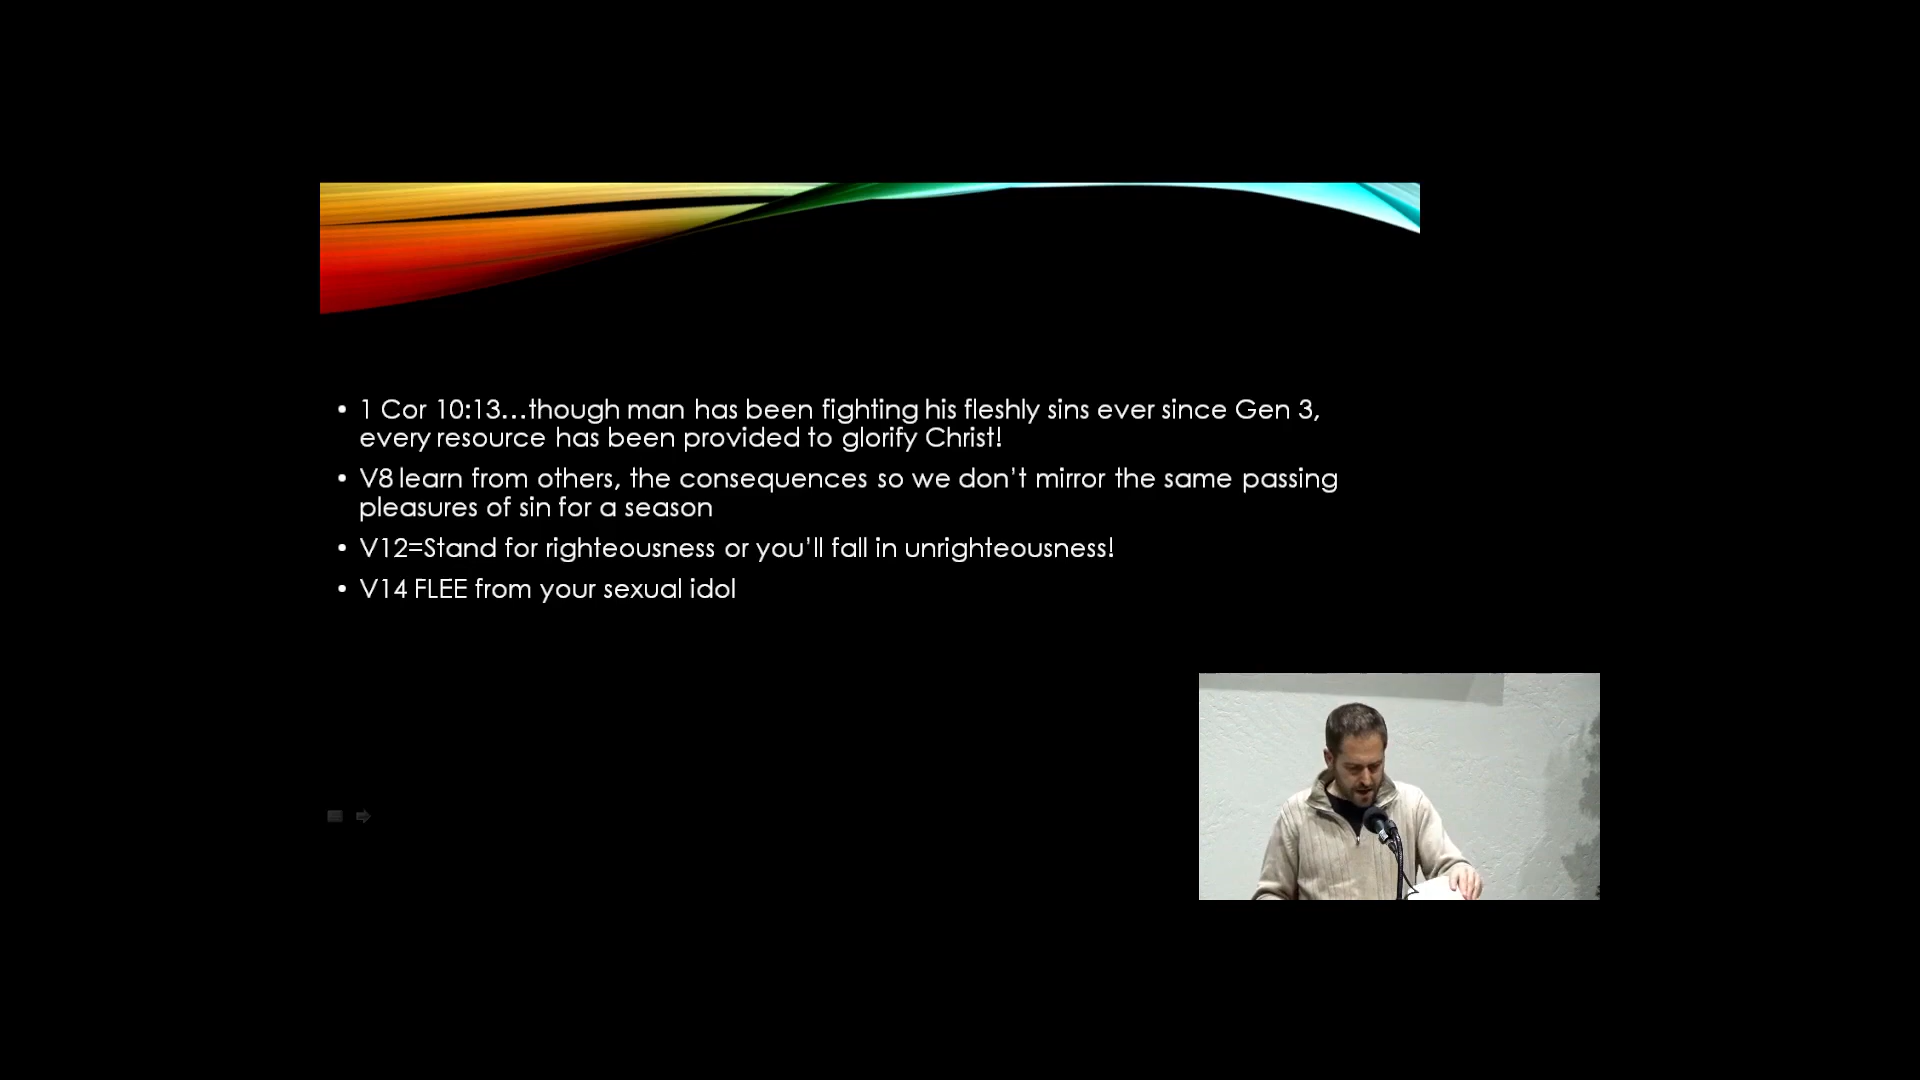 • 1 Cor 10:13...though man has been fighting his fleshly sins ever since Gen 3,
every resource has been provided to glorify Christ!
• V8 learn from others, the consequences so we don't mirror the same passing
pleasures of sin for a season
• V12=Stand for righteousness or you'll fall in unrighteousness!
• V14 FLEE from your sexual idol